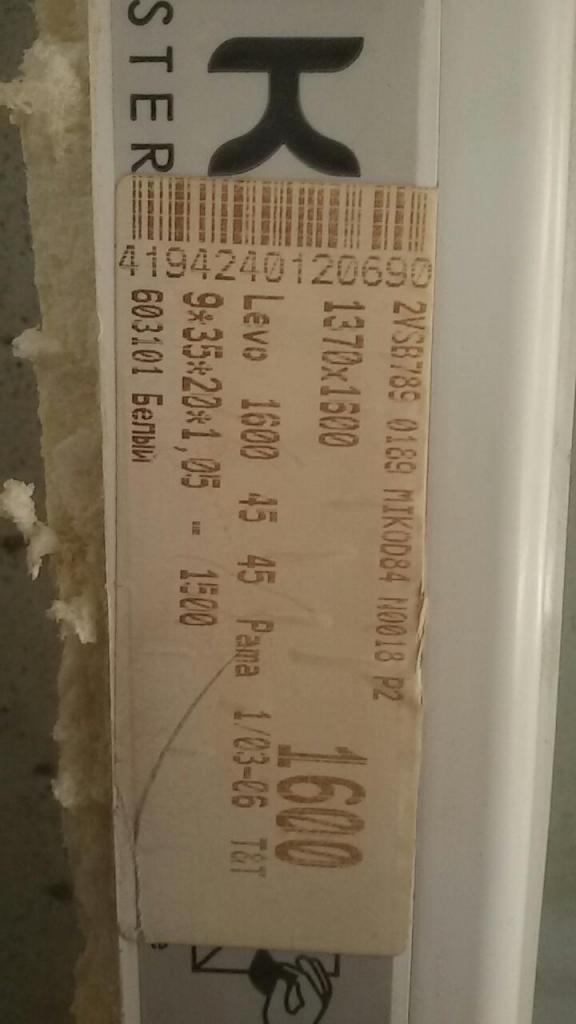 STER
K
4194240120690
2VSB789 0189 MIKOD84 N0018 P2
1370x1600
1600
Levo 1600 45 45 Рама 1/03-06 T&T
9*35*20*1,05 - 1500
603101 Белый